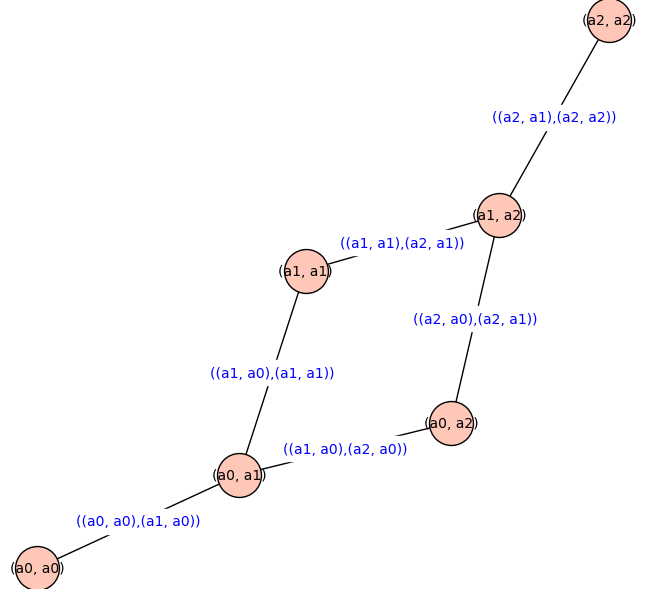 (a2, a2)
((a2, a1),(a2, a2))
(a1, a2)
((a1, a1),(a2, a1))
(a1, a1)
((a2, a0),(a2, a1))
((a1, a0),(a1, a1))
(a0, a2)
((a1, a0),(a2, a0))
(a0, a1)
((a0, a0),(a1, a0))
(a0, a0)